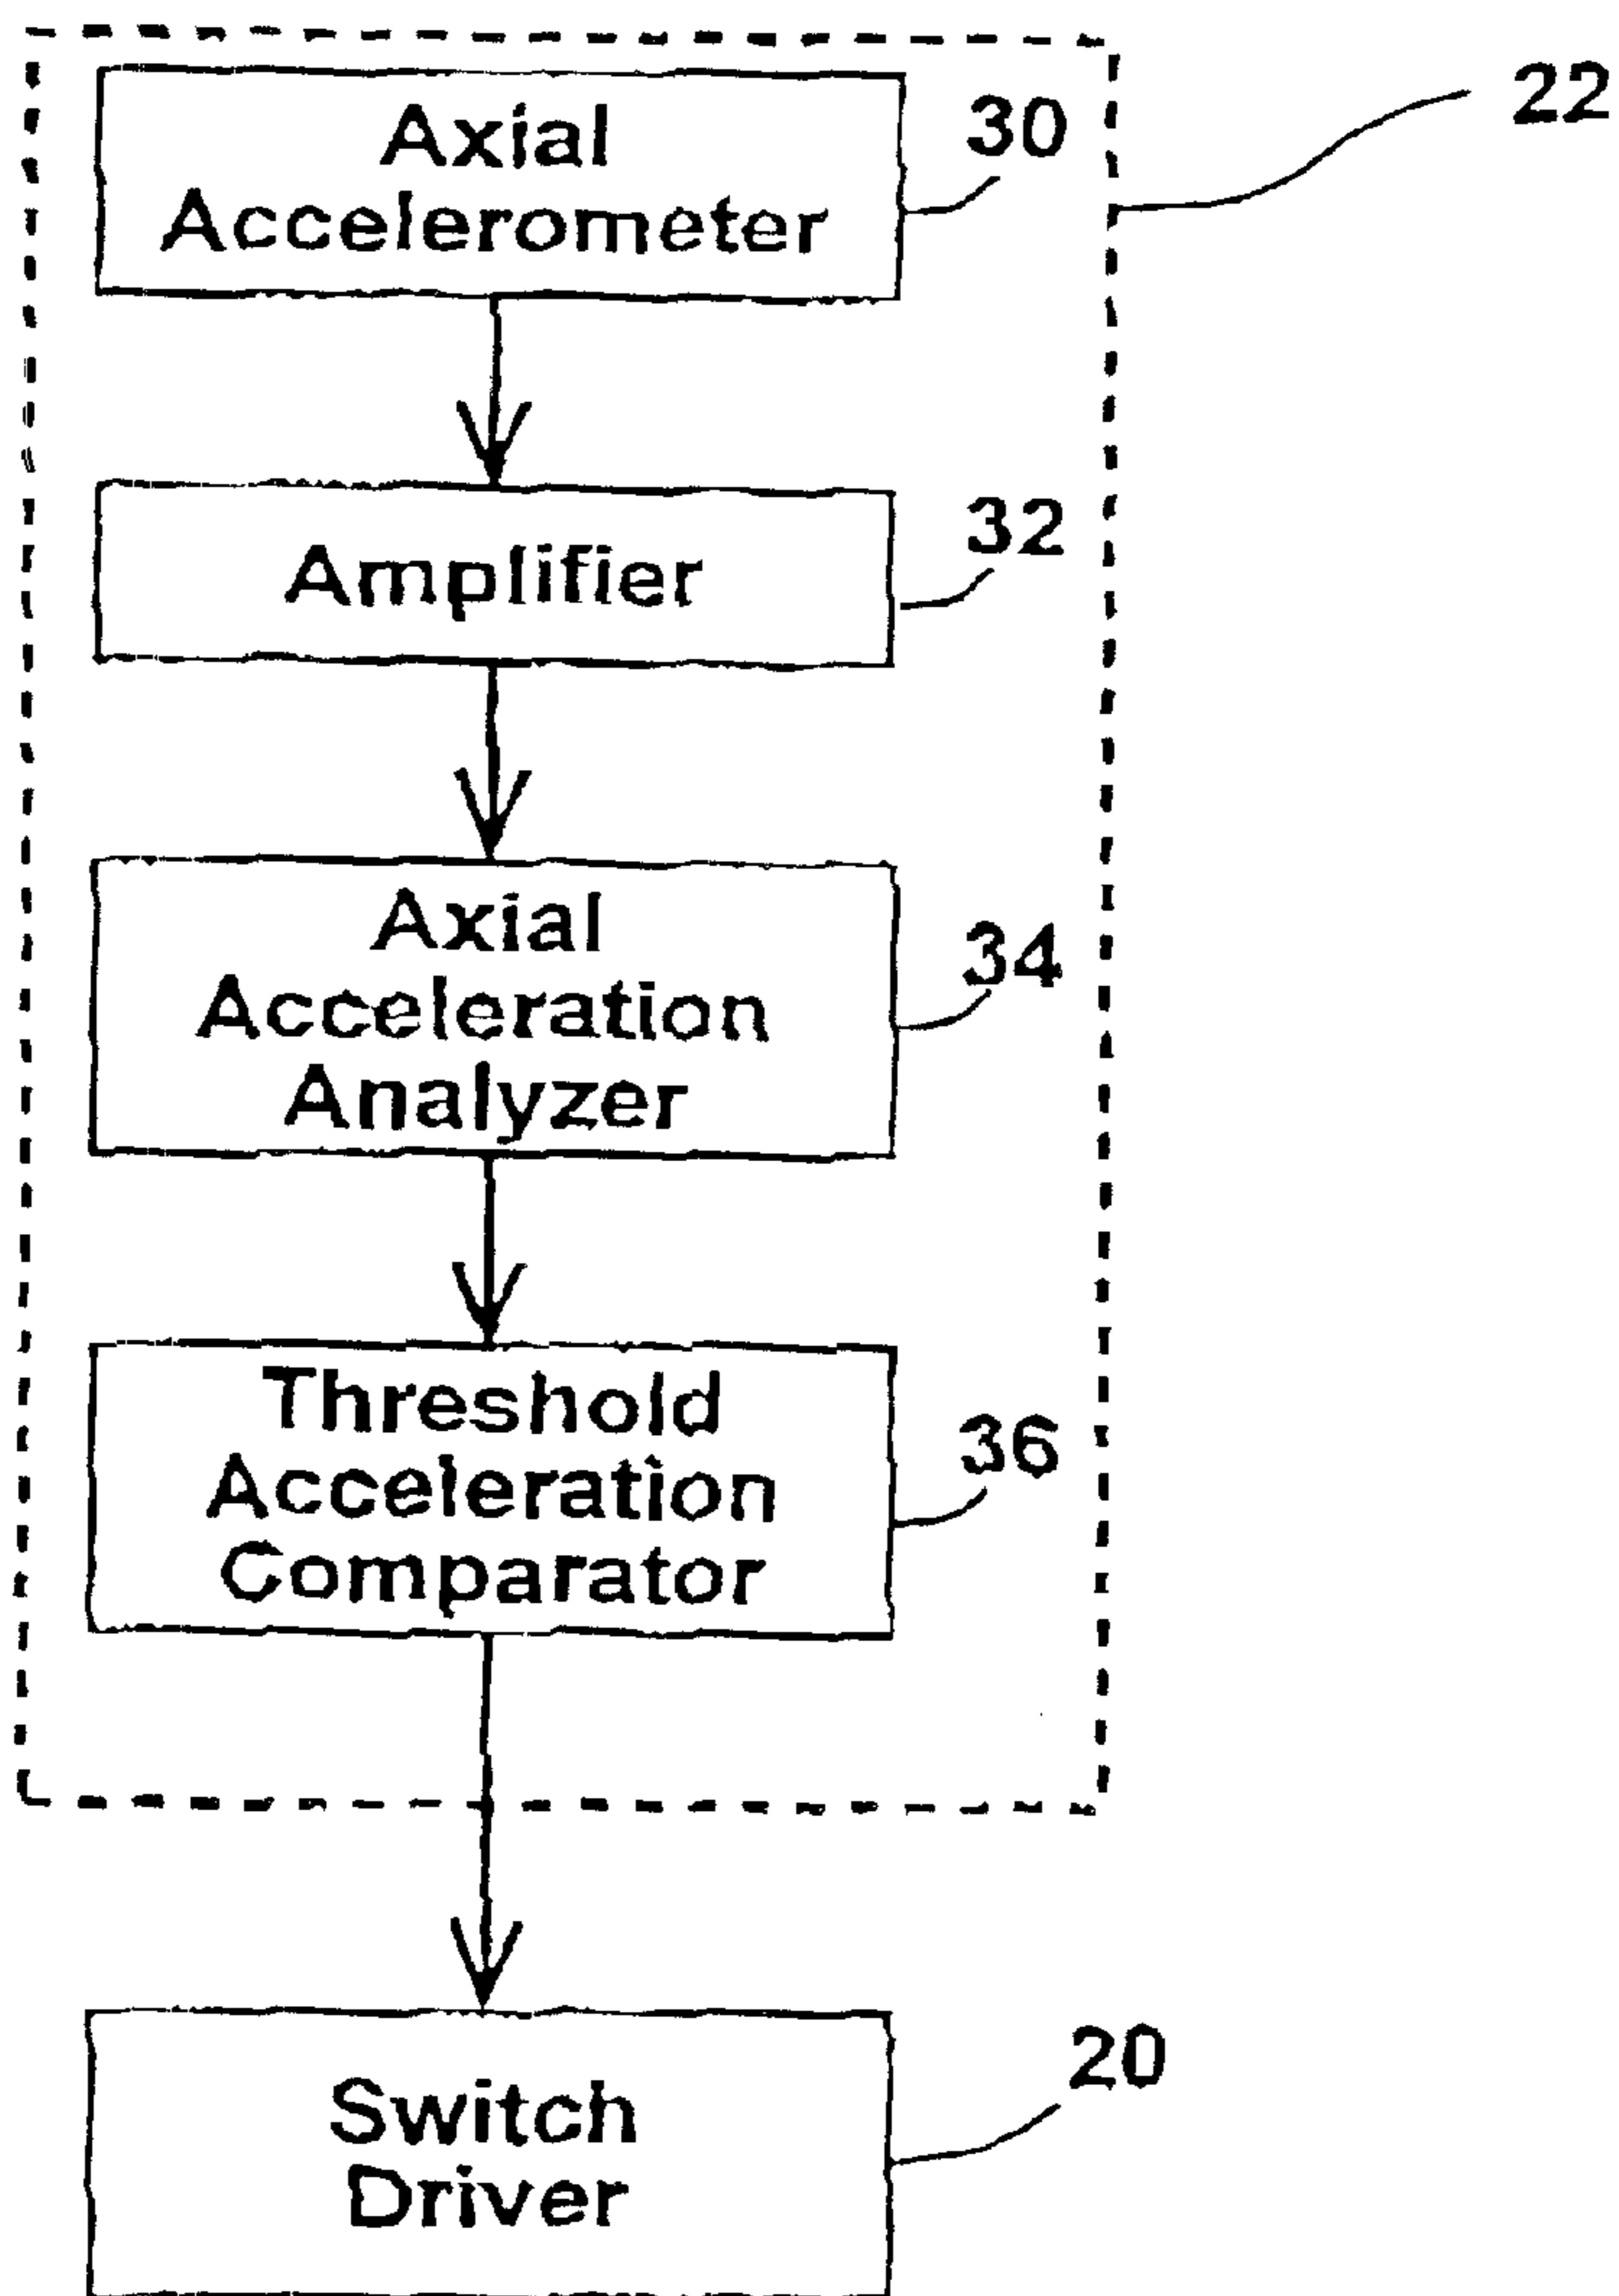 22
Axial
Accelerometer
30
Amplifier
32
Axial
Acceleration
Analyzer
34
Threshold
Acceleration
Comparator
36
Switch
Driver
20